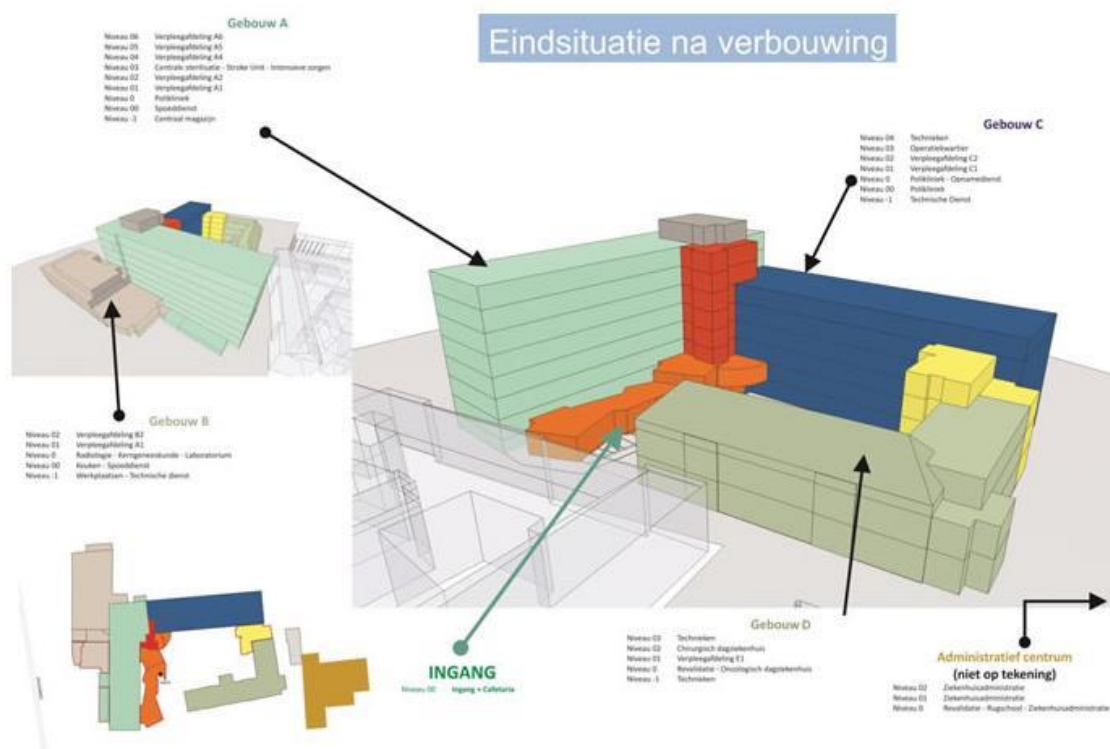 Eindsituatie na verbouwing
Gebouw A
Niveau 06 Verpleegafdeling A6
Niveau 05 Verpleegafdeling A5
Niveau 04 Verpleegafdeling A4
Niveau 03 Centrale sterilisatie - Stroke Unit - Intensieve zorgen
Niveau 02 Verpleegafdeling A2
Niveau 01 Verpleegafdeling A1
Niveau 0 Polikliniek
Niveau 00 Spoeddienst
Niveau -1 Centraal magazijn
Gebouw C
Niveau 04 Technieken
Niveau 03 Operatiekwartier
Niveau 02 Verpleegafdeling C2
Niveau 01 Verpleegafdeling C1
Niveau 0 Polikliniek - Opnamedienst
Niveau 00 Polikliniek
Niveau -1 Technische Dienst
Gebouw B
Niveau 02 Verpleegafdeling B2
Niveau 01 Verpleegafdeling A1
Niveau 0 Radiologie - Kerngeneeskunde - Laboratorium
Niveau 00 Keuken - Spoeddienst
Niveau -1 Werkplaatsen - Technische dienst
INGANG
Niveau 00 Ingang + Cafetaria
Gebouw D
Niveau 03 Technieken
Niveau 02 Chirurgisch dagziekenhuis
Niveau 01 Verpleegafdeling E1
Niveau 0 Revalidatie - Oncologisch dagziekenhuis
Niveau -1 Technieken
Administratief centrum
(niet op tekening)
Niveau 02 Ziekenhuisadministratie
Niveau 01 Ziekenhuisadministratie
Niveau 0 Revalidatie - Rugschool - Ziekenhuisadministratie